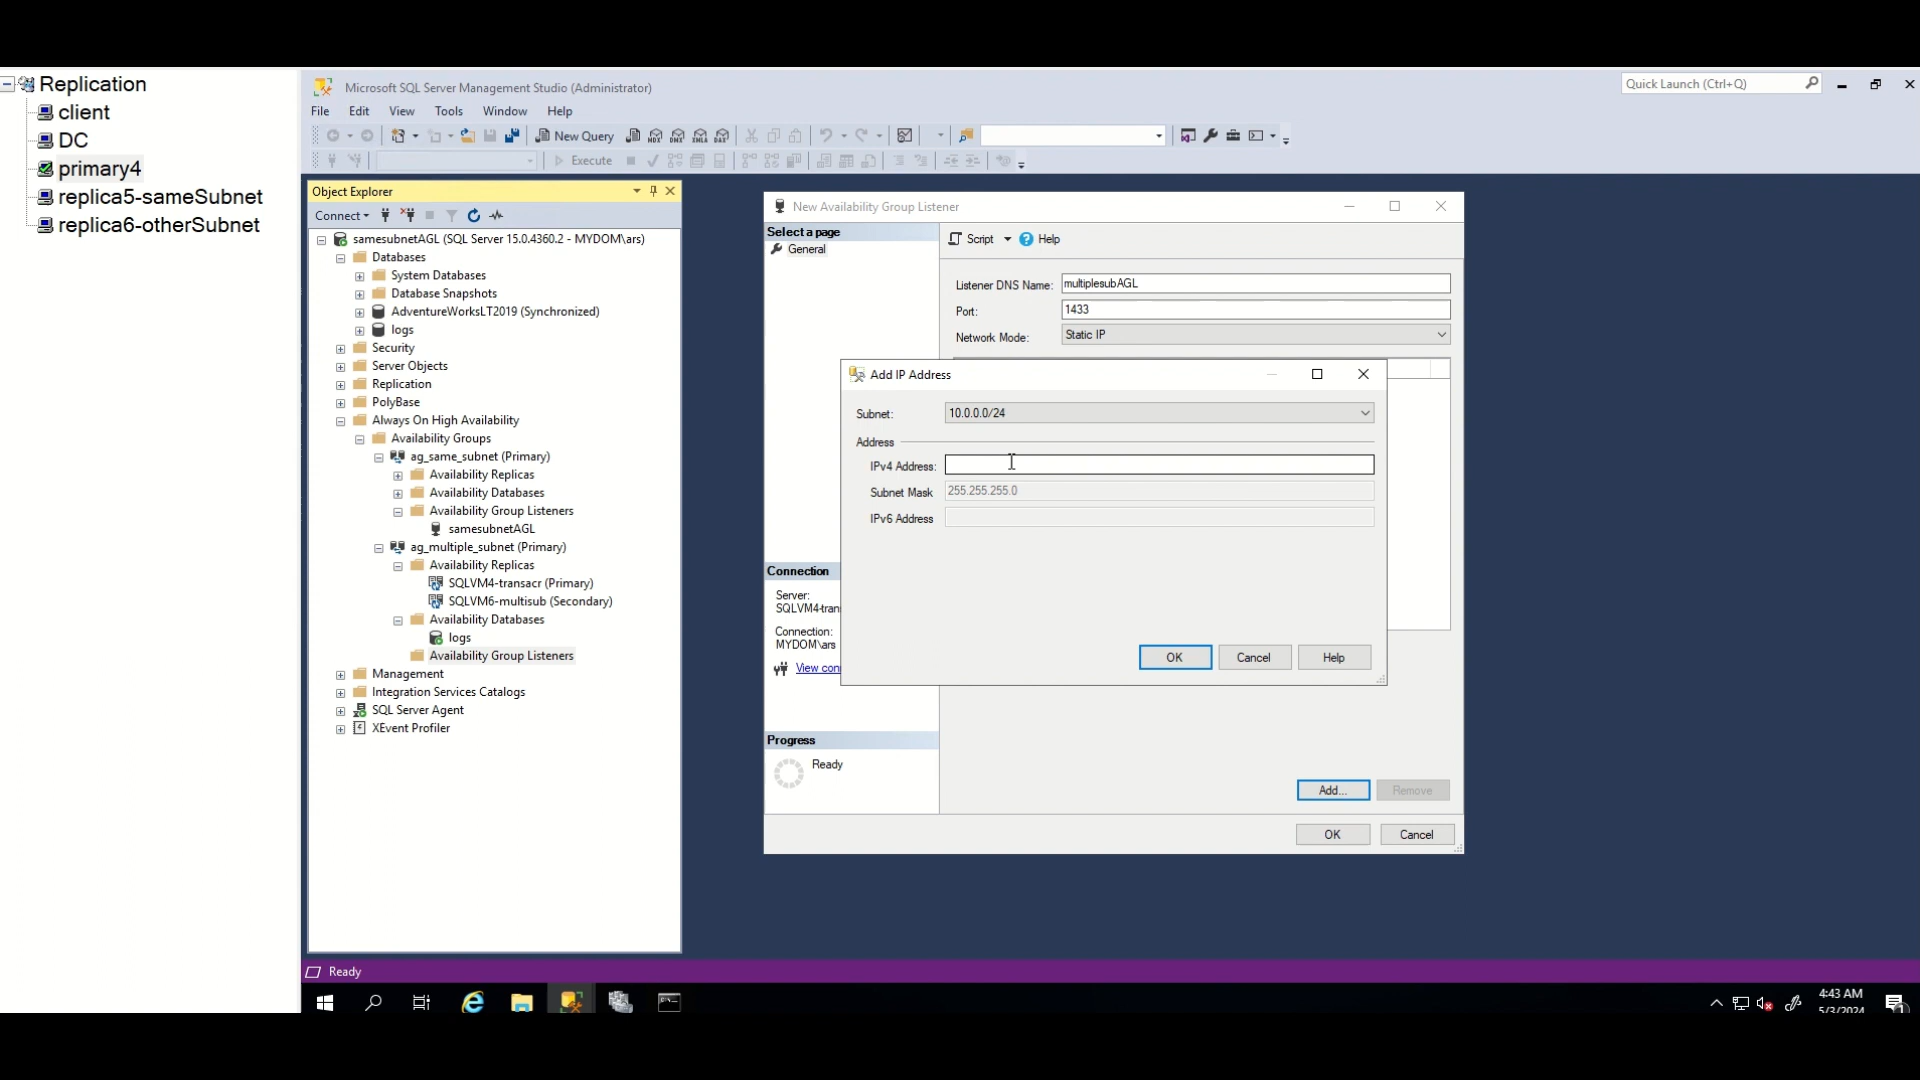 Replication
client
DC
primary4
replica5-sameSubnet
replica6-otherSubnet
Microsoft SQL Server Management Studio (Administrator)
Quick Launch (Ctrl+Q)
File Edit View Tools Window Help
New Query
Execute
Object Explorer
Connect
samesubnetAGL (SQL Server 15.0.4360.2 - MYDOM\ars)
Databases
System Databases
Database Snapshots
AdventureWorksLT2019 (Synchronized)
logs
Security
Server Objects
Replication
PolyBase
Always On High Availability
Availability Groups
ag_same_subnet (Primary)
Availability Replicas
Availability Databases
Availability Group Listeners
samesubnetAGL
ag_multiple_subnet (Primary)
Availability Replicas
SQLVM4-transacr (Primary)
SQLVM6-multisub (Secondary)
Availability Databases
logs
Availability Group Listeners
Management
Integration Services Catalogs
SQL Server Agent
XEvent Profiler
New Availability Group Listener
Select a page
General
Script Help
Listener DNS Name: multiplesubAGL
Port: 1433
Network Mode: Static IP
Add IP Address
Subnet: 10.0.0.0/24
Address
IPv4 Address:
Subnet Mask 255.255.255.0
IPv6 Address
OK Cancel Help
Connection
Server:
SQLVM4-tran
Connection:
MYDOM\ars
View con
Progress
Ready
Add... Remove
OK Cancel
Ready
4:43 AM
5/3/2024